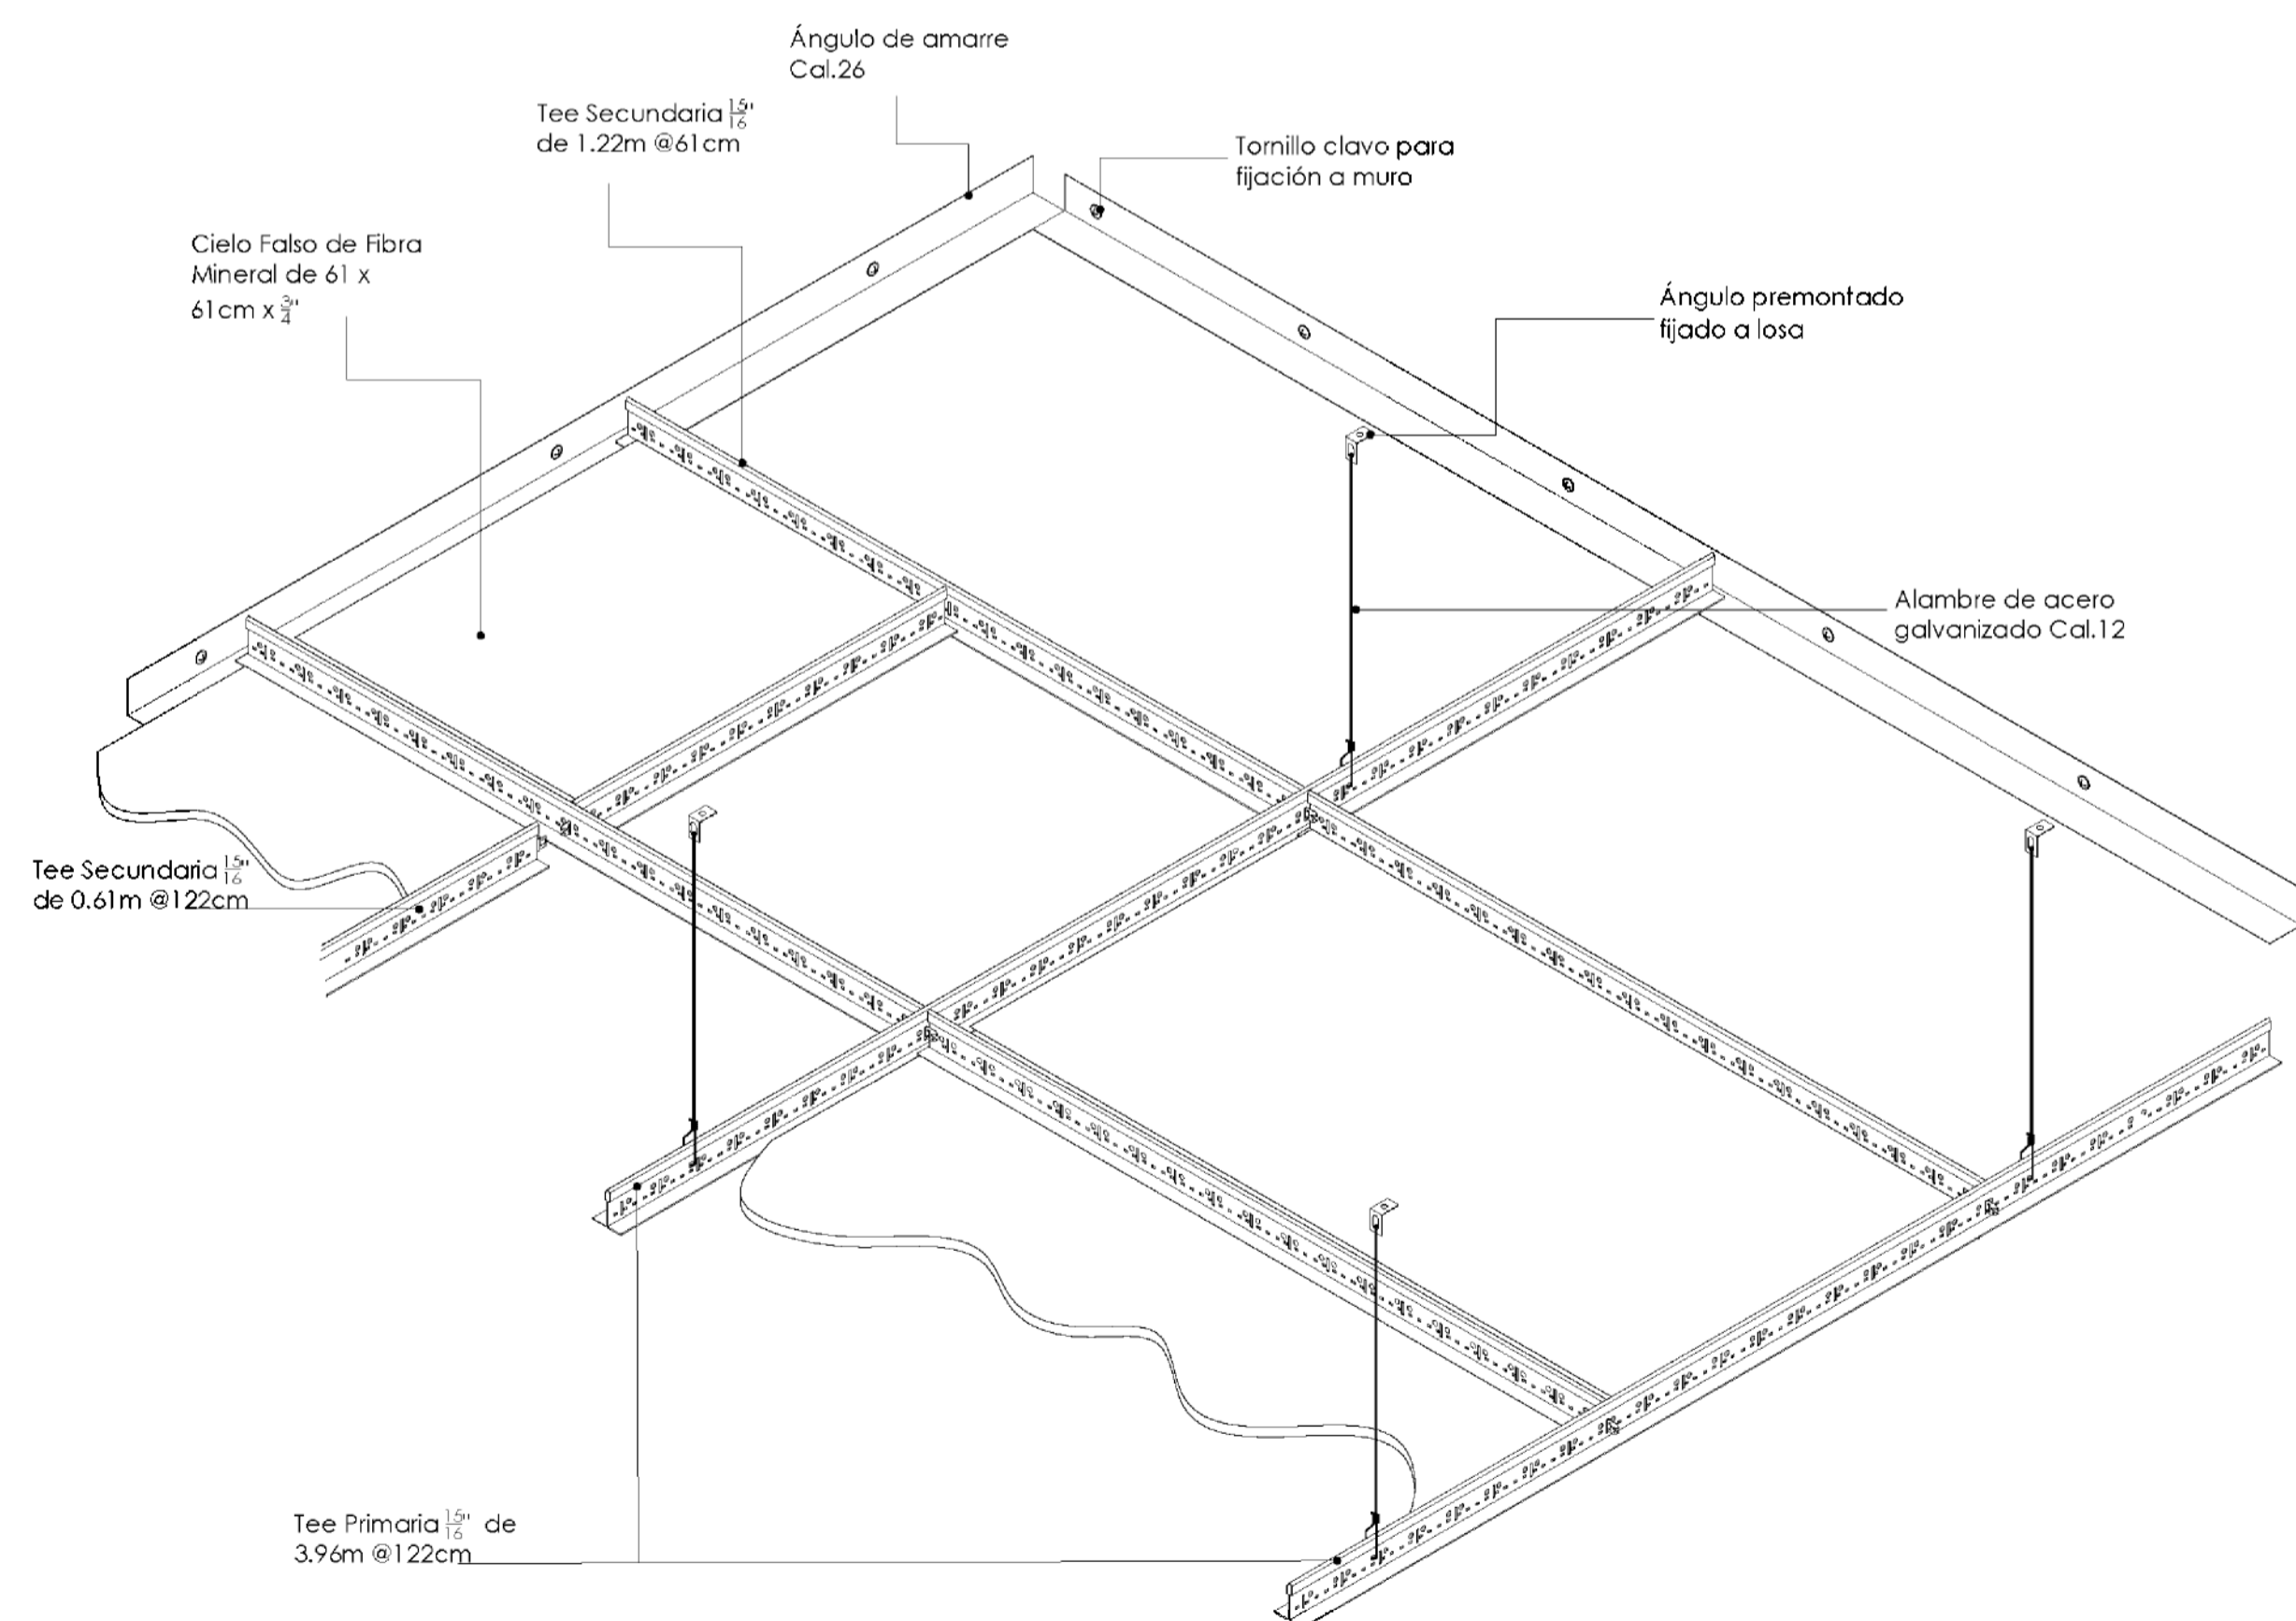 Ángulo de amarre
Cal.26
Tee Secundaria 15/16"
de 1.22m @61cm
Tornillo clavo para
fijación a muro
Cielo Falso de Fibra
Mineral de 61 x
61cm x 3/4"
Ángulo premontado
fijado a losa
Alambre de acero
galvanizado Cal.12
Tee Secundaria 15/16"
de 0.61m @122cm
Tee Primaria 15/16" de
3.96m @122cm